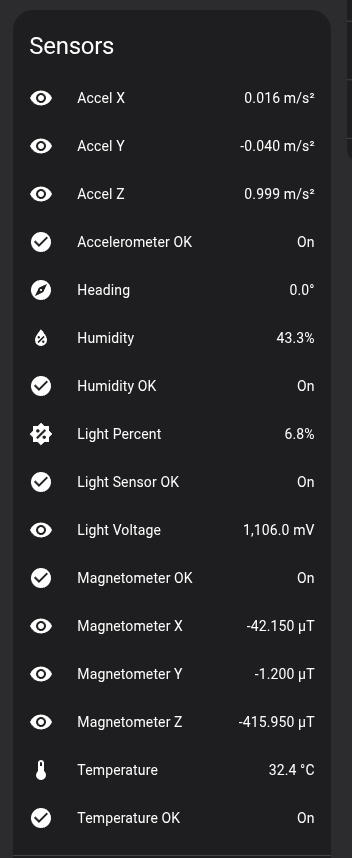 Sensors
Accel X 0.016 m/s²
Accel Y -0.040 m/s²
Accel Z 0.999 m/s²
Accelerometer OK On
Heading 0.0°
Humidity 43.3%
Humidity OK On
Light Percent 6.8%
Light Sensor OK On
Light Voltage 1,106.0 mV
Magnetometer OK On
Magnetometer X -42.150 µT
Magnetometer Y -1.200 µT
Magnetometer Z -415.950 µT
Temperature 32.4 °C
Temperature OK On